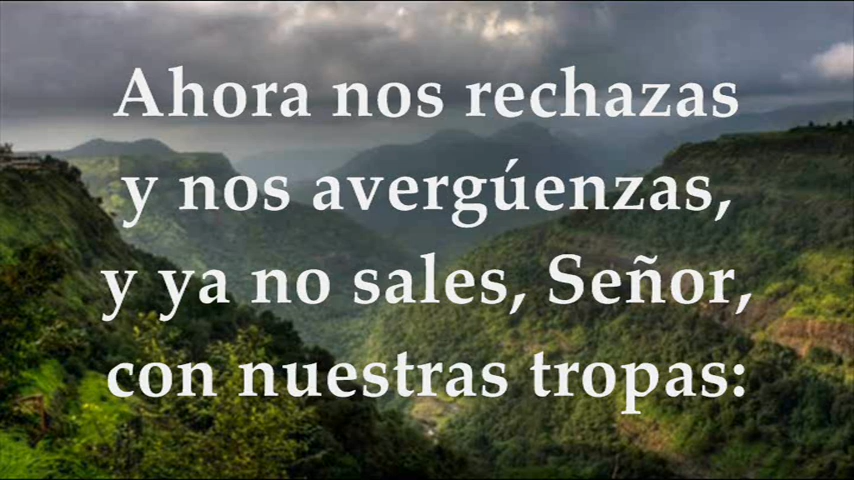 Ahora nos rechazas
y nos avergúenzas,
y ya no sales, Señor,
con nuestras tropas: